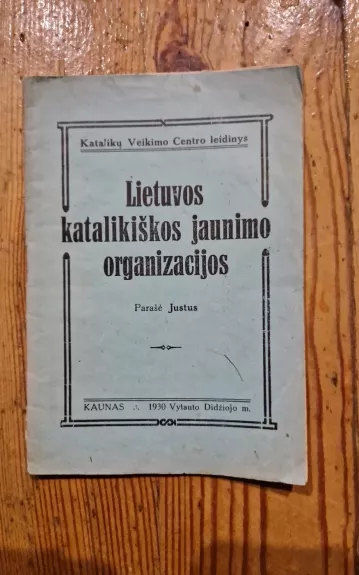 Katalikų Veikimo Centro leidinys
Lietuvos
katalikiškos jaunimo
organizacijos
Parašė Justus
KAUNAS ∴ 1930 Vytauto Didžiojo m.